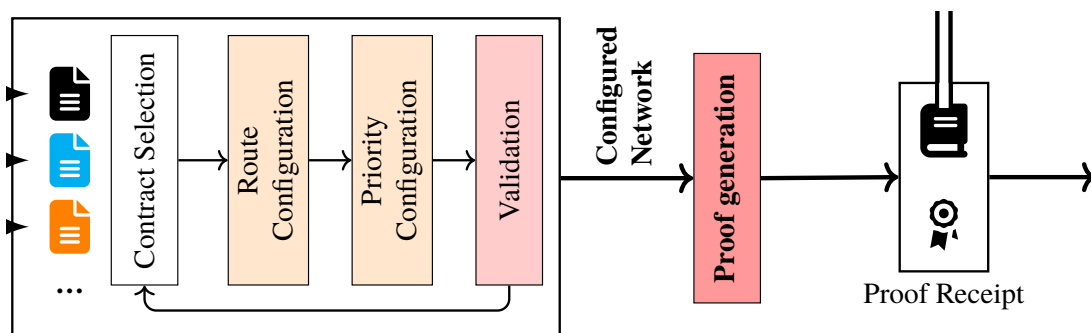 Contract Selection
Route
Configuration
Priority
Configuration
Validation
Configured
Network
Proof generation
Proof Receipt
...